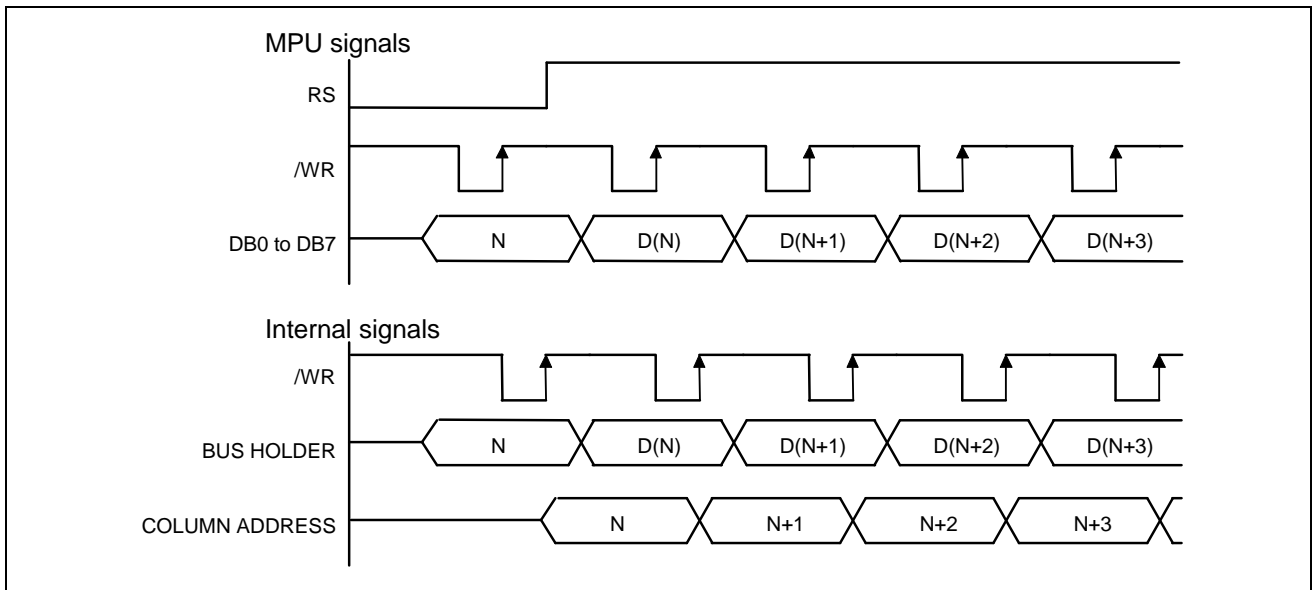 MPU signals
RS
/WR
DB0 to DB7 N D(N) D(N+1) D(N+2) D(N+3)
Internal signals
/WR
BUS HOLDER N D(N) D(N+1) D(N+2) D(N+3)
COLUMN ADDRESS N N+1 N+2 N+3